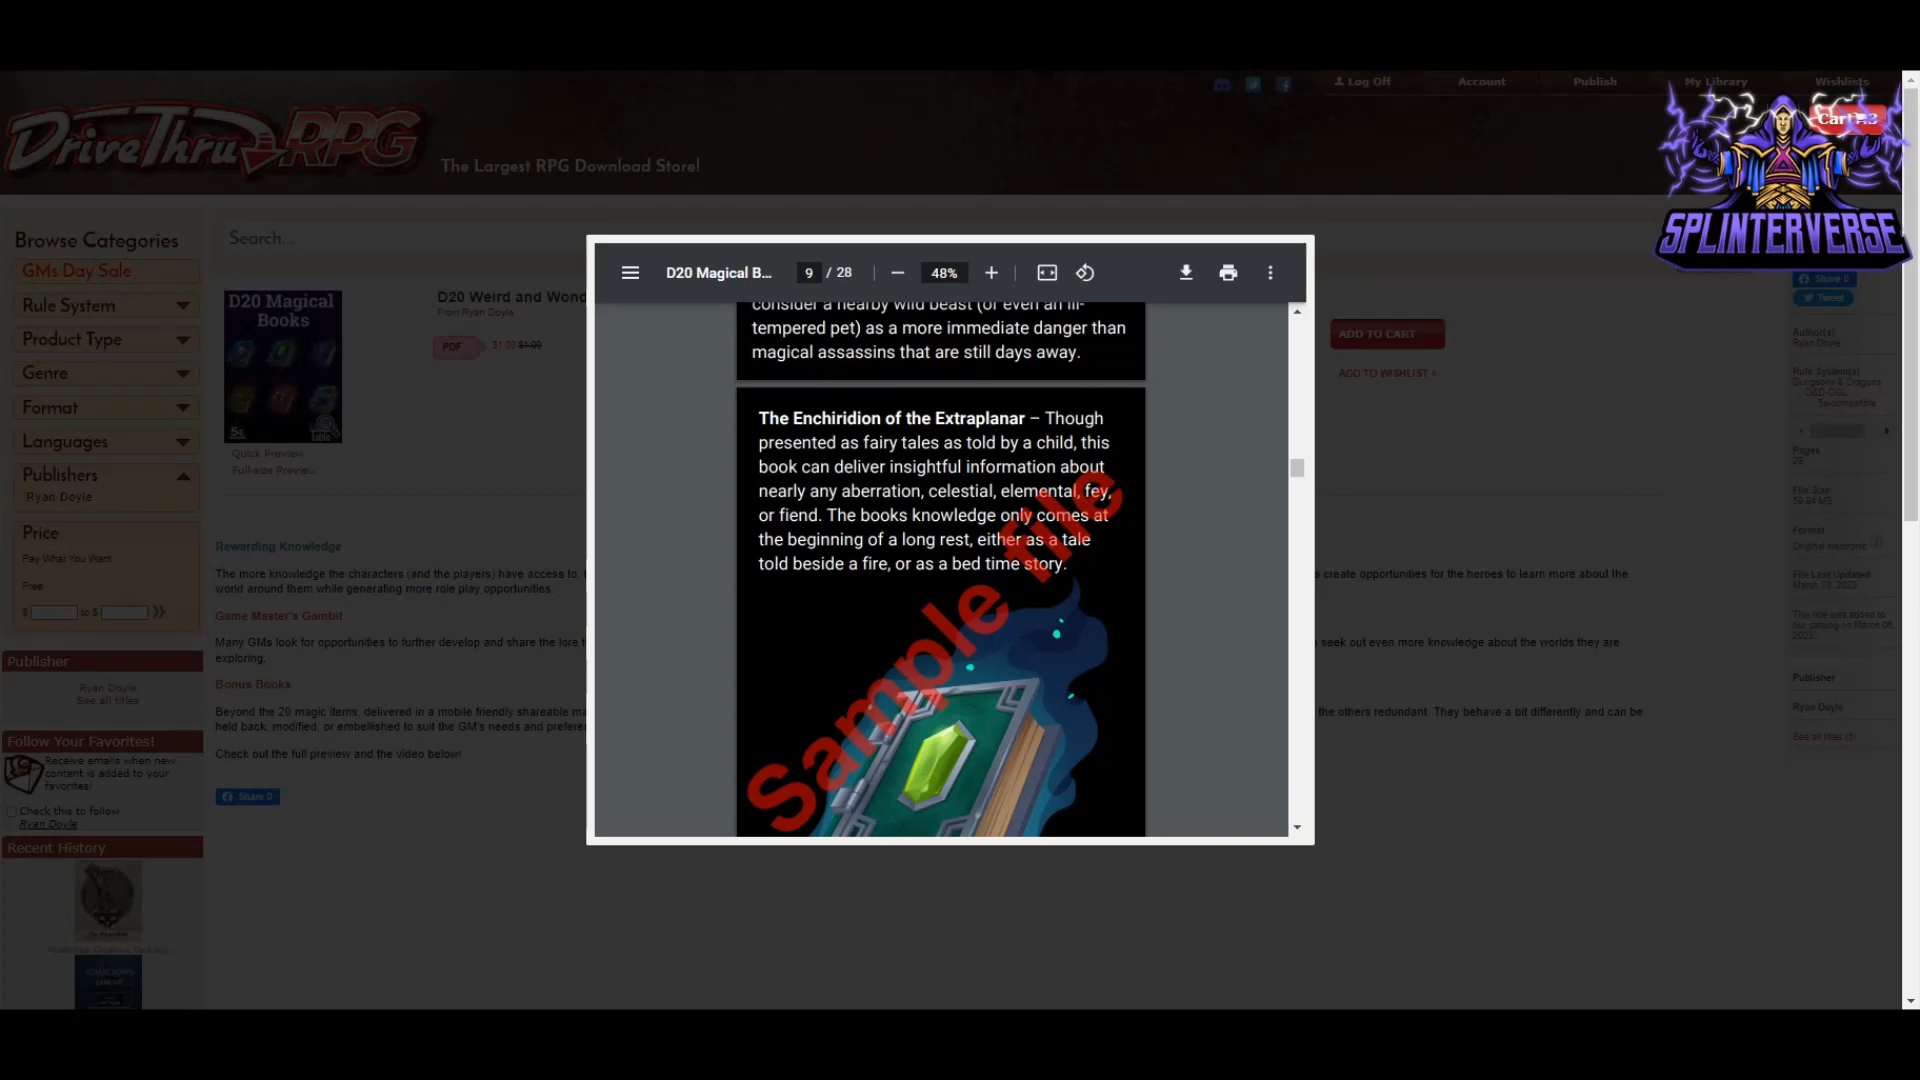 Log Off
Account
Publish
My Library
Wishlists
DriveThruRPG
The Largest RPG Download Store!
Cart
SPLINTERVERSE
Browse Categories
GMs Day Sale
Rule System
Product Type
Genre
Format
Languages
Publishers
Ryan Doyle
Price
Pay What You Want
Free
$ to $
Publisher
Ryan Doyle
See all titles
Follow Your Favorites!
Receive emails when new
content is added to your
favorites!
Check this to follow
Ryan Doyle
Recent History
Search...
D20 Magical
Books
5e
Quick Preview
Full-size Preview
D20 Weird and Wond
From Ryan Doyle
PDF
$1.00 $1.00
Rewarding Knowledge
The more knowledge the characters (and the players) have access to,
world around them while generating more role play opportunities.
Game Master's Gambit
Many GMs look for opportunities to further develop and share the lore
exploring.
Bonus Books
Beyond the 20 magic items, delivered in a mobile friendly shareable
held back, modified, or embellished to suit the GM's needs and
Check out the full preview and the video below!
Share 0
D20 Magical B...
9 / 28
48%
consider a nearby wild beast (or even an ill-
tempered pet) as a more immediate danger than
magical assassins that are still days away.
The Enchiridion of the Extraplanar – Though
presented as fairy tales as told by a child, this
book can deliver insightful information about
nearly any aberration, celestial, elemental, fey,
or fiend. The books knowledge only comes at
the beginning of a long rest, either as a tale
told beside a fire, or as a bed time story.
Sample file
ADD TO CART
ADD TO WISHLIST >
create opportunities for the heroes to learn more about the
seek out even more knowledge about the worlds they are
the others redundant. They behave a bit differently and can be
Share 0
Tweet
Author(s)
Ryan Doyle
Rule System(s)
Dungeons & Dragons
D&D-OGL
5e compatible
Pages
28
File Size:
Format
Original electronic
File Last Updated:
This title was added to
our catalog on March 05,
2023.
Publisher
Ryan Doyle